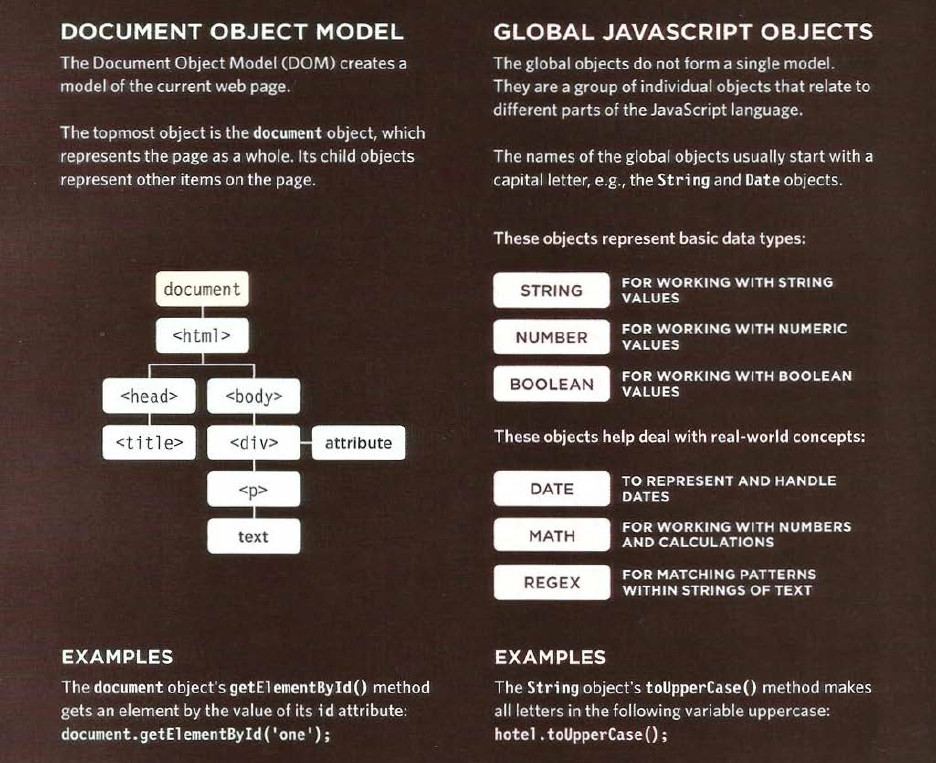 DOCUMENT OBJECT MODEL
The Document Object Model (DOM) creates a
model of the current web page.
The topmost object is the document object, which
represents the page as a whole. Its child objects
represent other items on the page.
document
<html>
<head>
<body>
<title>
<div>
attribute
<p>
text
EXAMPLES
The document object's getElementById() method
gets an element by the value of its id attribute:
document.getElementById('one');
GLOBAL JAVASCRIPT OBJECTS
The global objects do not form a single model.
They are a group of individual objects that relate to
different parts of the JavaScript language.
The names of the global objects usually start with a
capital letter, e.g., the String and Date objects.
These objects represent basic data types:
STRING
FOR WORKING WITH STRING
VALUES
NUMBER
FOR WORKING WITH NUMERIC
VALUES
BOOLEAN
FOR WORKING WITH BOOLEAN
VALUES
These objects help deal with real-world concepts:
DATE
TO REPRESENT AND HANDLE
DATES
MATH
FOR WORKING WITH NUMBERS
AND CALCULATIONS
REGEX
FOR MATCHING PATTERNS
WITHIN STRINGS OF TEXT
EXAMPLES
The String object's toUpperCase() method makes
all letters in the following variable uppercase:
hotel.toUpperCase();